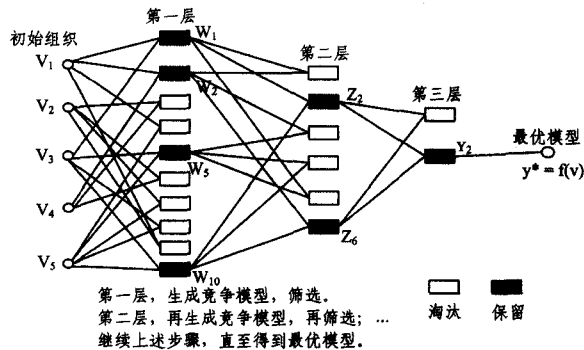 第一层
初始组织
W1
第二层
V1
W2
Z2
第三层
V2
最优模型
V3
W5
Y2
y* = f(v)
V4
Z6
V5
W10
第一层，生成竞争模型，筛选。
第二层，再生成竞争模型，再筛选；…
继续上述步骤，直至得到最优模型。
淘汰
保留